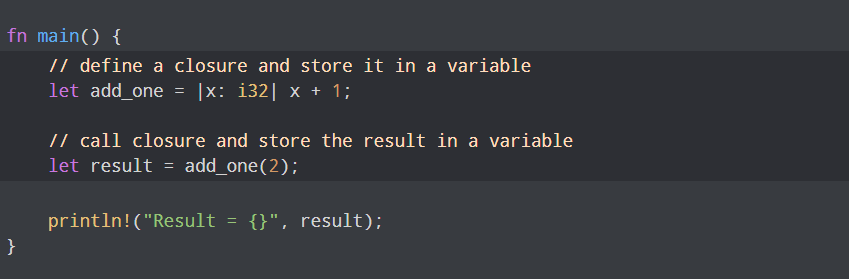 fn main() {
    // define a closure and store it in a variable
    let add_one = |x: i32| x + 1;
    // call closure and store the result in a variable
    let result = add_one(2);
    println!("Result = {}", result);
}